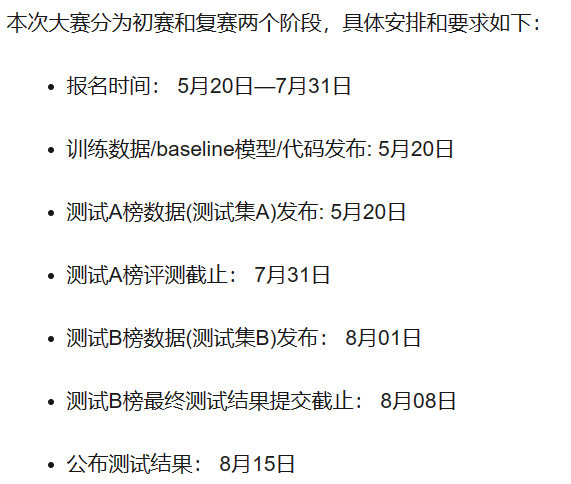 本次大赛分为初赛和复赛两个阶段，具体安排和要求如下：
• 报名时间： 5月20日—7月31日
• 训练数据/baseline模型/代码发布: 5月20日
• 测试A榜数据(测试集A)发布: 5月20日
• 测试A榜评测截止： 7月31日
• 测试B榜数据(测试集B)发布： 8月01日
• 测试B榜最终测试结果提交截止： 8月08日
• 公布测试结果： 8月15日